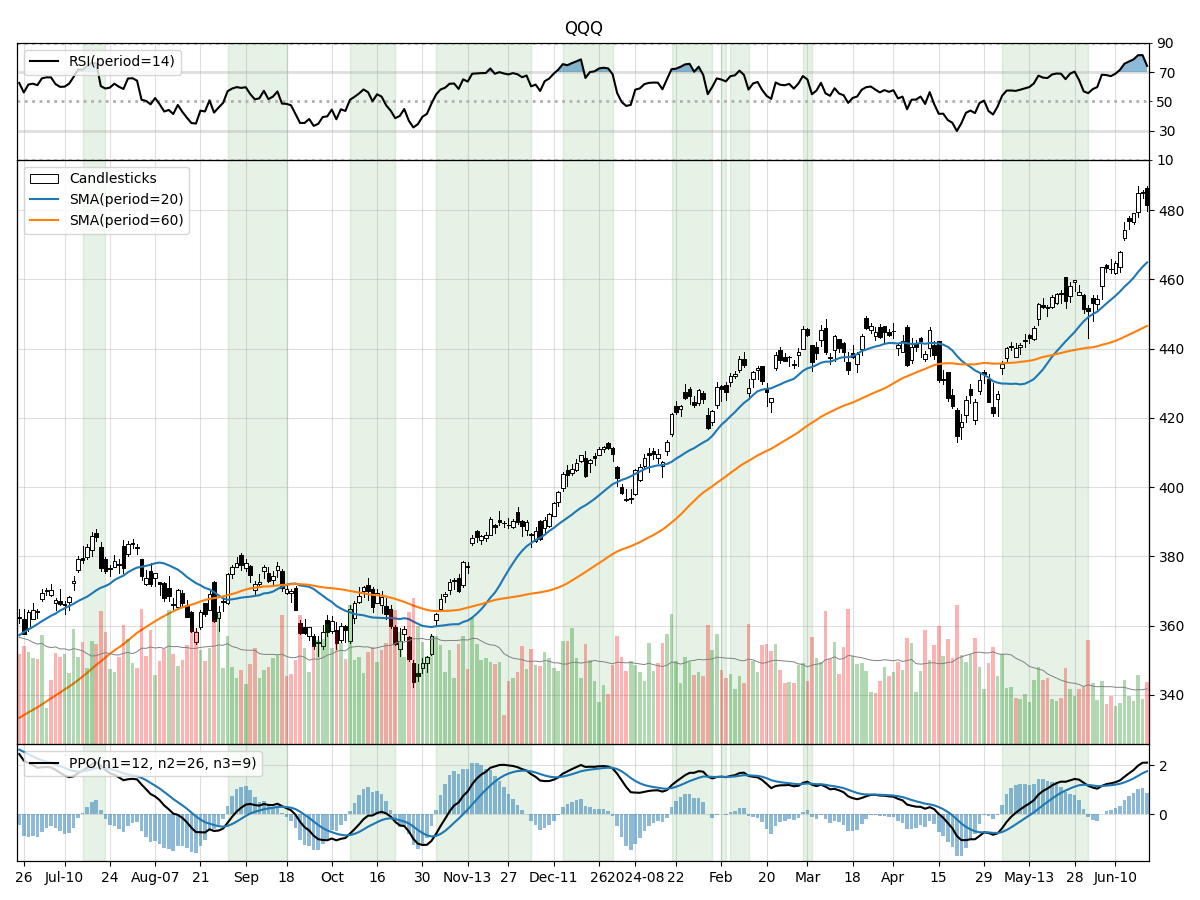 QQQ
RSI(period=14)
90
70
50
30
10
Candlesticks
SMA(period=20)
SMA(period=60)
480
460
440
420
400
380
360
340
PPO(n1=12, n2=26, n3=9)
2
0
26 Jul-10 24 Aug-07 21 Sep 18 Oct 16 30 Nov-13 27 Dec-11 26 2024-08 22 Feb 20 Mar 18 Apr 15 29 May-13 28 Jun-10